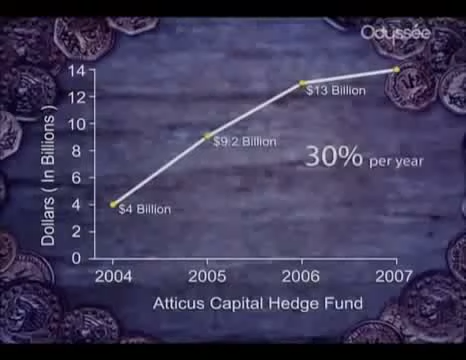 Odyssée
14
12
10
8
6
4
2
0
Dollars ( In Billions )
$4 Billion
$9.2 Billion
$13 Billion
30% per year
2004 2005 2006 2007
Atticus Capital Hedge Fund